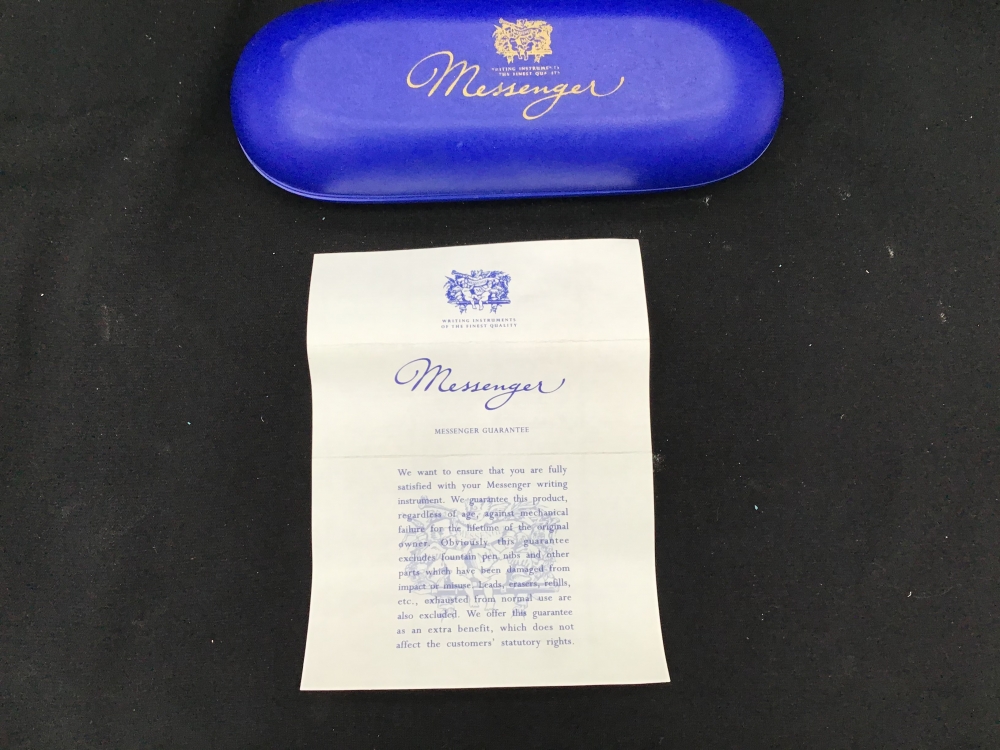 WRITING INSTRUMENTS
THE FINEST QUALITY
Messenger
WRITING INSTRUMENTS
OF THE FINEST QUALITY
Messenger
MESSENGER GUARANTEE
We want to ensure that you are fully
satisfied with your Messenger writing
instrument. We guarantee this product,
regardless of age, against mechanical
failure for the lifetime of the original
owner. Obviously this guarantee
excludes fountain pen nibs and other
parts which have been damaged from
impact or misuse. Leads, erasers, refills,
etc., exhausted from normal use are
also excluded. We offer this guarantee
as an extra benefit, which does not
affect the customers' statutory rights.